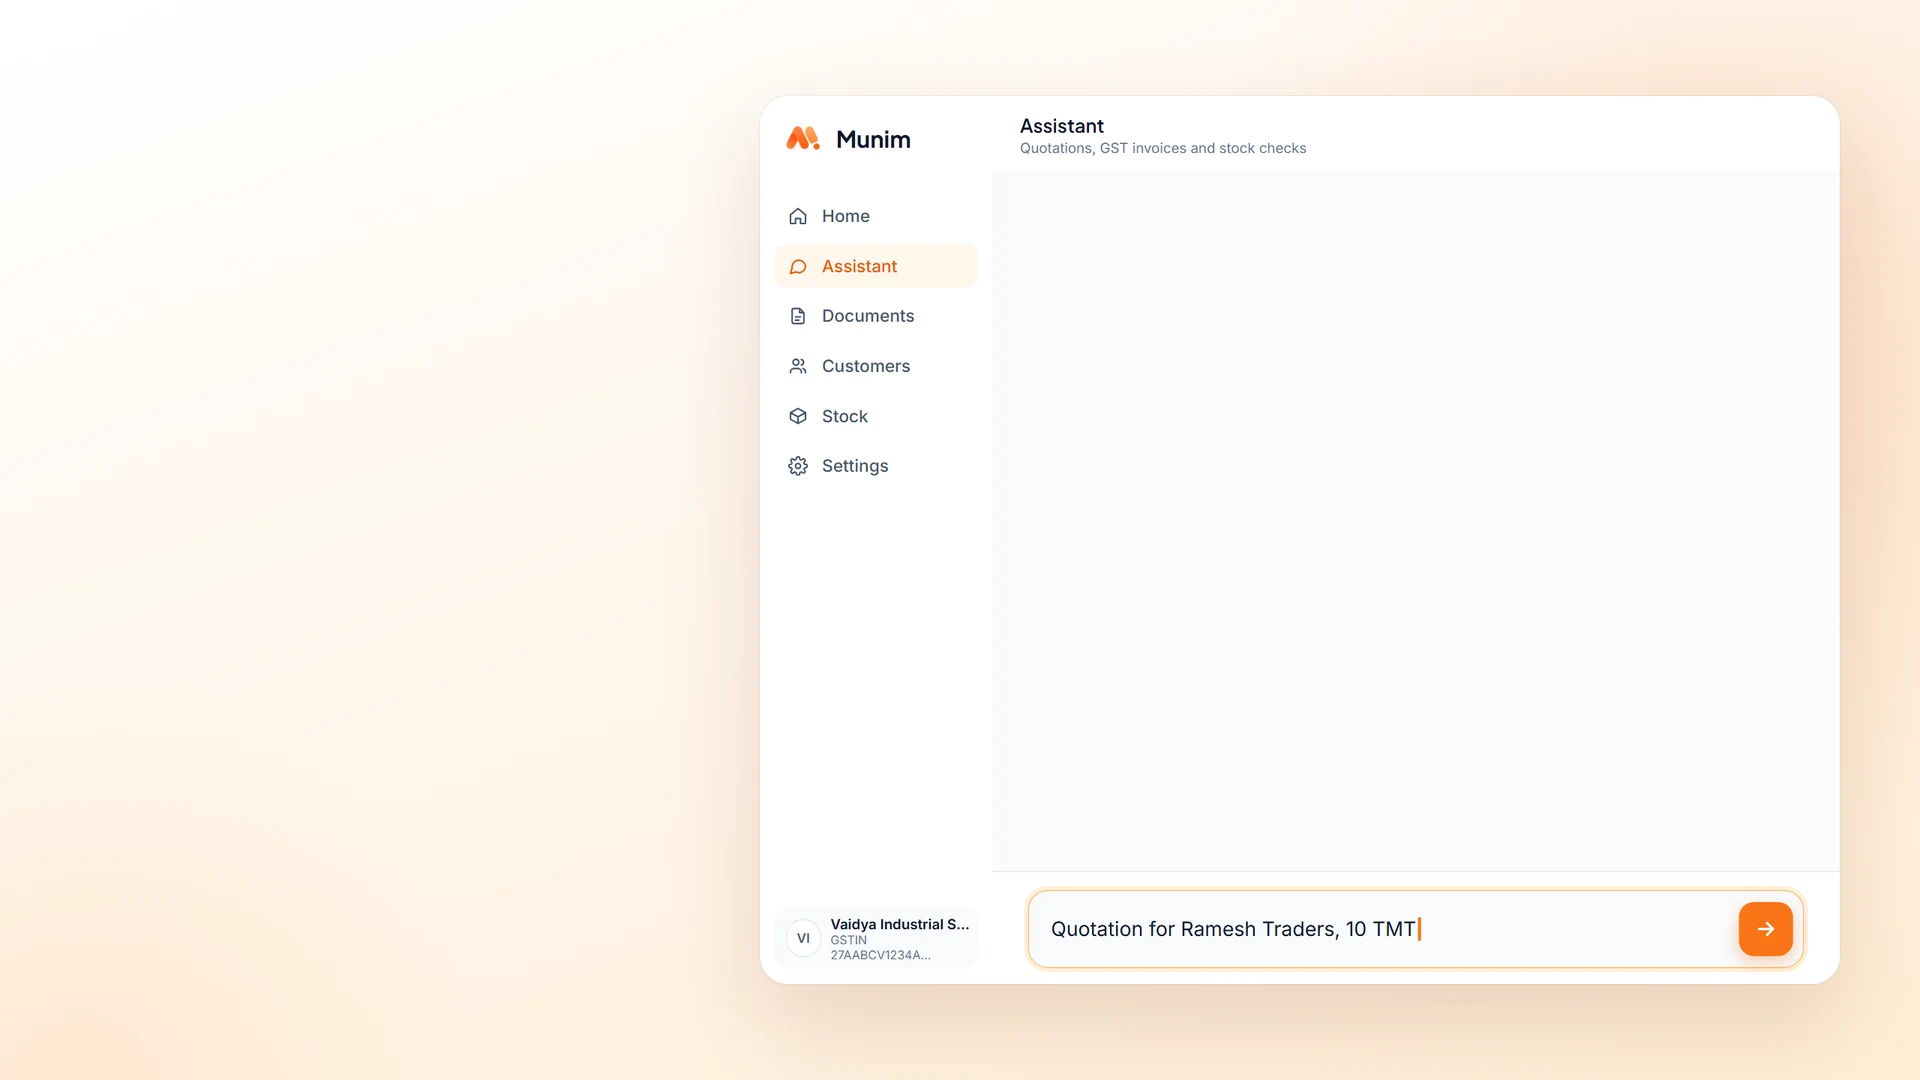 Munim
Home
Assistant
Documents
Customers
Stock
Settings
VI
Vaidya Industrial S...
GSTIN
27AABCV1234A...
Assistant
Quotations, GST invoices and stock checks
Quotation for Ramesh Traders, 10 TMT